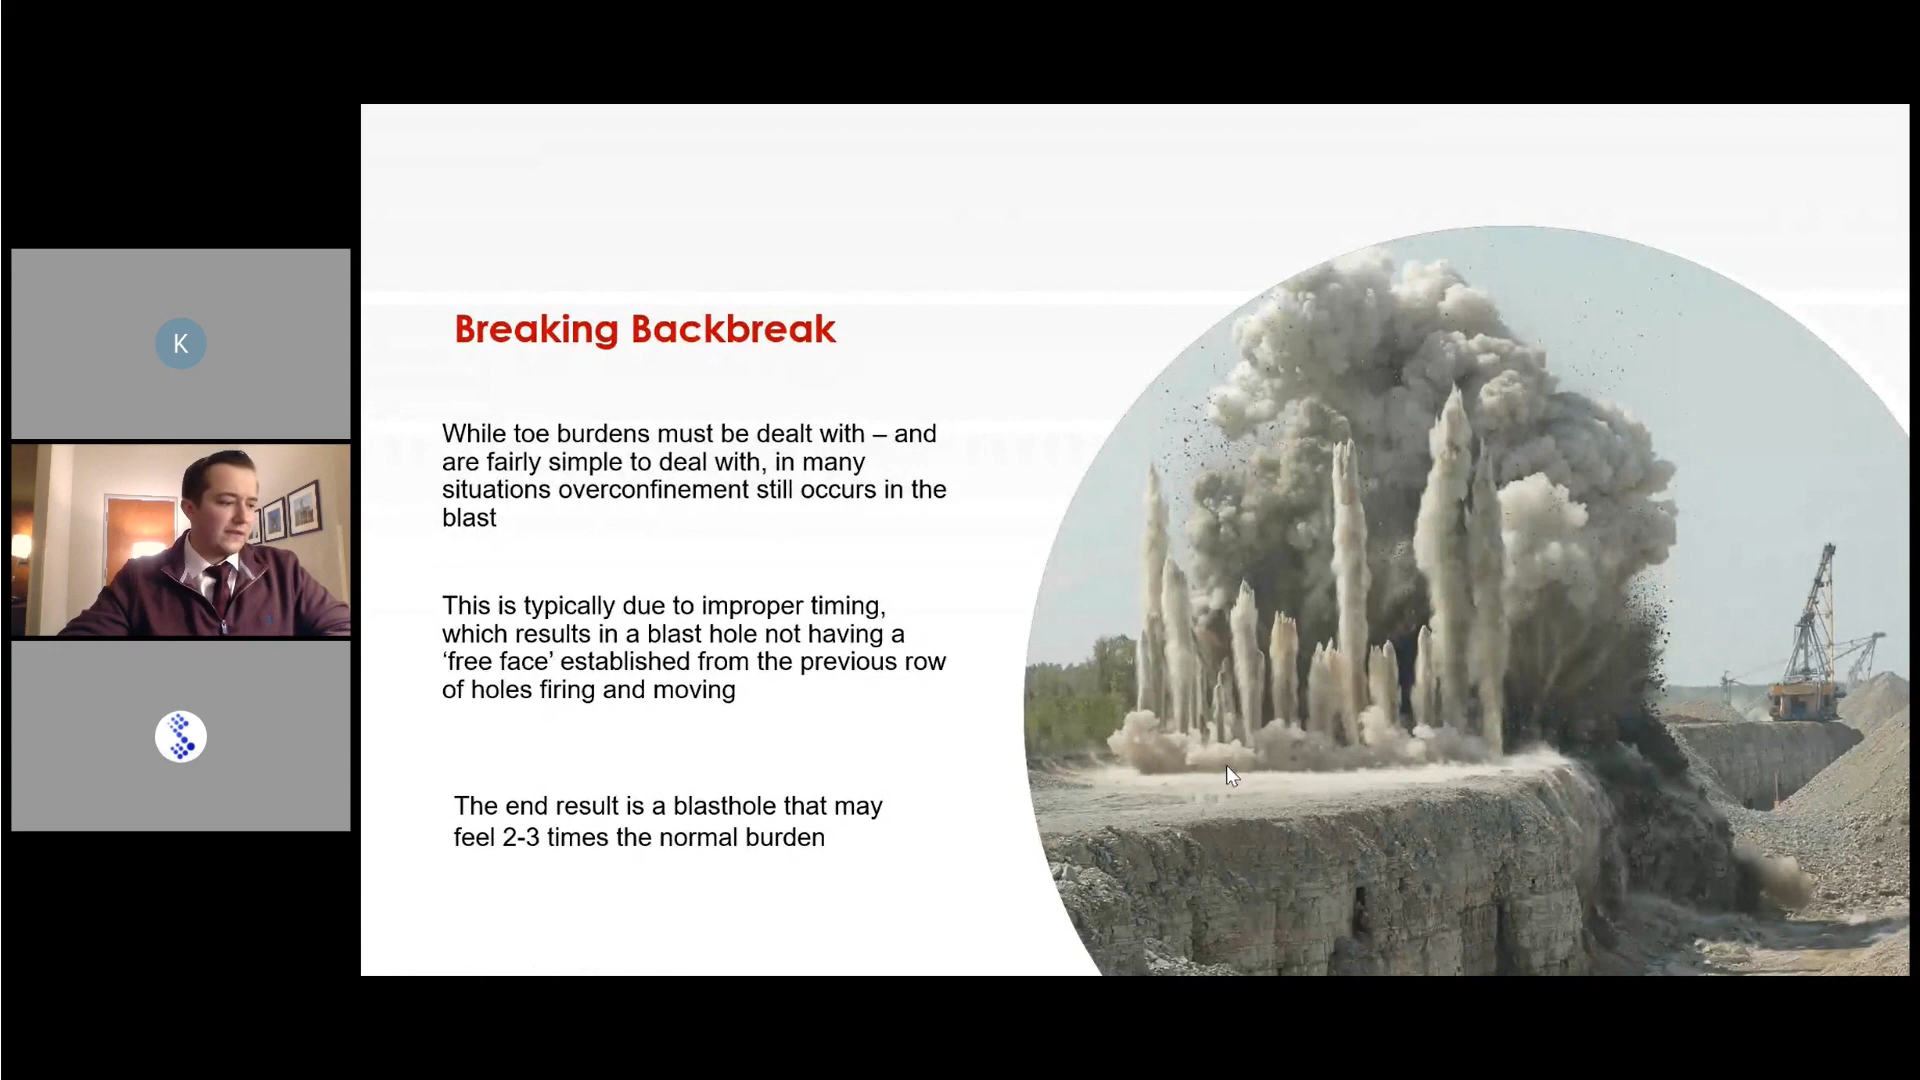 K
Breaking Backbreak
While toe burdens must be dealt with – and
are fairly simple to deal with, in many
situations overconfinement still occurs in the
blast
This is typically due to improper timing,
which results in a blast hole not having a
‘free face’ established from the previous row
of holes firing and moving
The end result is a blasthole that may
feel 2-3 times the normal burden